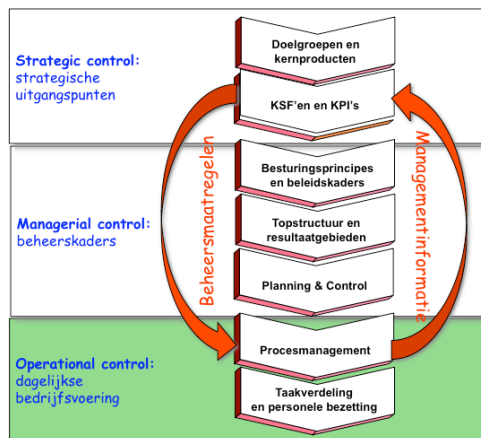 Strategic control:
strategische
uitgangspunten
Doelgroepen en
kernproducten
KSF'en en KPI's
Managerial control:
beheerskaders
Besturingsprincipes
en beleidskaders
Topstructuur en
resultaatgebieden
Planning & Control
Beheersmaatregelen
Managementinformatie
Operational control:
dagelijkse
bedrijfsvoering
Procesmanagement
Taakverdeling
en personele bezetting